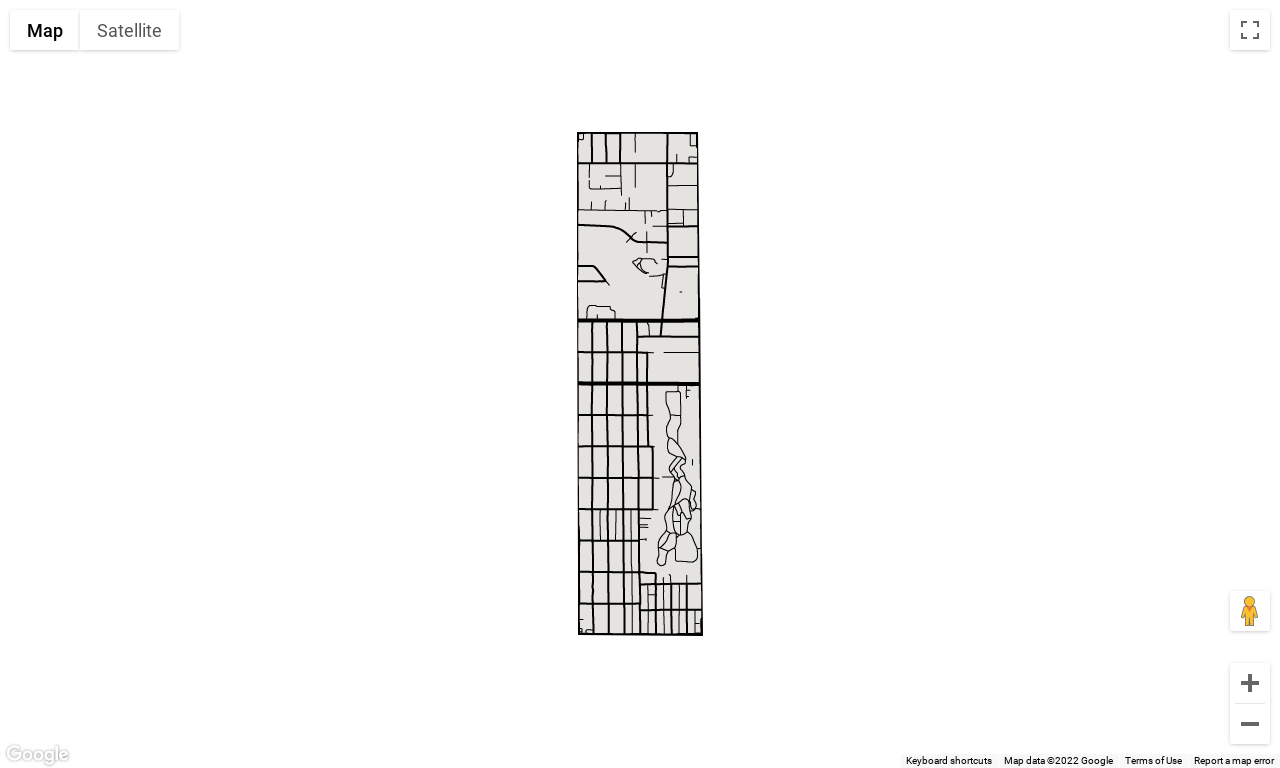 Map Satellite
Google
Keyboard shortcuts Map data ©2022 Google Terms of Use Report a map error